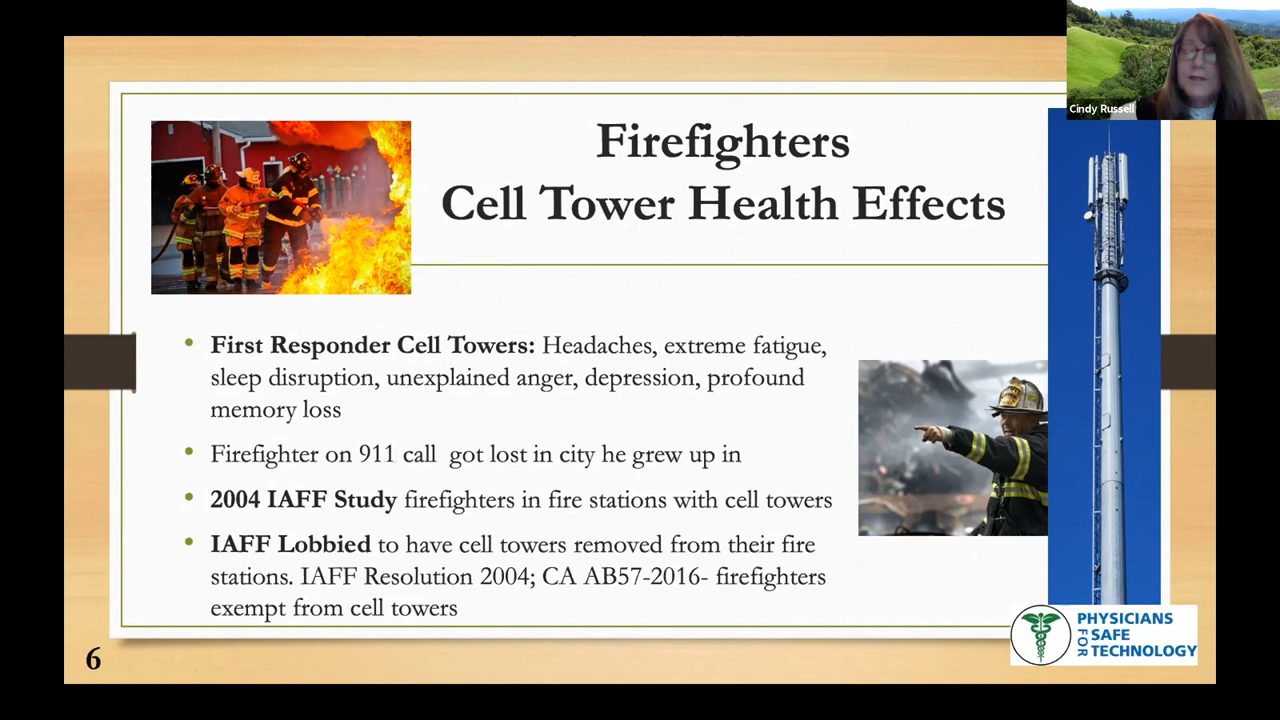 Cindy Russell
Firefighters
Cell Tower Health Effects
• First Responder Cell Towers: Headaches, extreme fatigue,
sleep disruption, unexplained anger, depression, profound
memory loss
• Firefighter on 911 call  got lost in city he grew up in
• 2004 IAFF Study firefighters in fire stations with cell towers
• IAFF Lobbied to have cell towers removed from their fire
stations. IAFF Resolution 2004; CA AB57-2016- firefighters
exempt from cell towers
PHYSICIANS
FOR SAFE
TECHNOLOGY
6